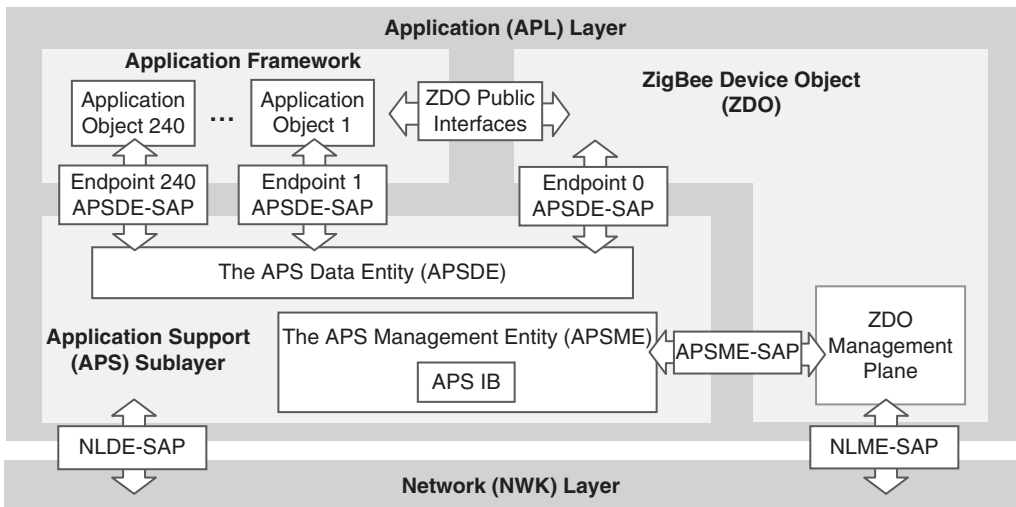 Application (APL) Layer
Application Framework
ZigBee Device Object
(ZDO)
Application
Object 240
...
Application
Object 1
ZDO Public
Interfaces
Endpoint 240
APSDE-SAP
Endpoint 1
APSDE-SAP
Endpoint 0
APSDE-SAP
The APS Data Entity (APSDE)
Application Support
(APS) Sublayer
The APS Management Entity (APSME)
APS IB
APSME-SAP
ZDO
Management
Plane
NLDE-SAP
NLME-SAP
Network (NWK) Layer